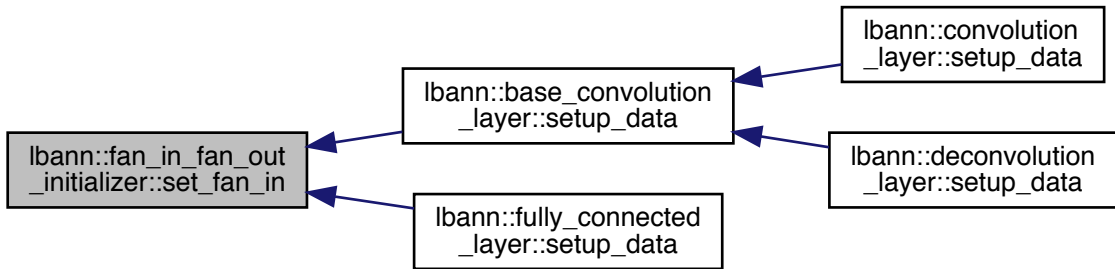 lbann::fan_in_fan_out
_initializer::set_fan_in
lbann::base_convolution
_layer::setup_data
lbann::fully_connected
_layer::setup_data
lbann::convolution
_layer::setup_data
lbann::deconvolution
_layer::setup_data